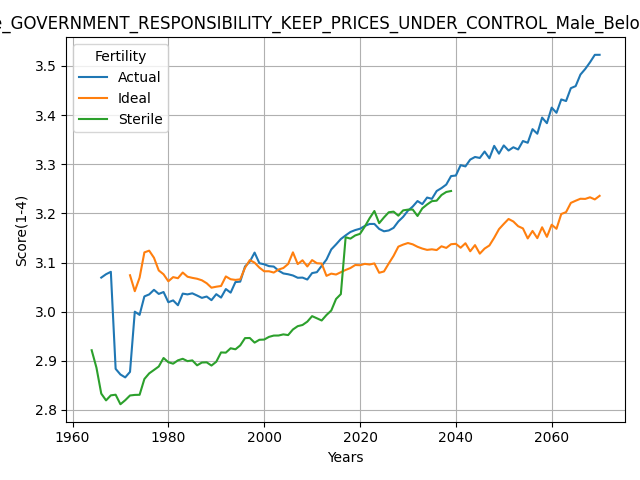 e_GOVERNMENT_RESPONSIBILITY_KEEP_PRICES_UNDER_CONTROL_Male_Belo
Fertility
Actual
Ideal
Sterile
Score(1-4)
3.5
3.4
3.3
3.2
3.1
3.0
2.9
2.8
1960 1980 2000 2020 2040 2060
Years